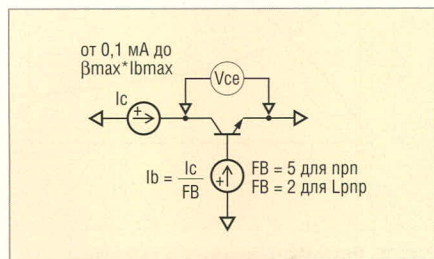 от 0,1 мА до
βmax*Ibmax
Ic
Vce
+
Ib = Ic/FB
+
FB = 5 для npn
FB = 2 для Lpnp